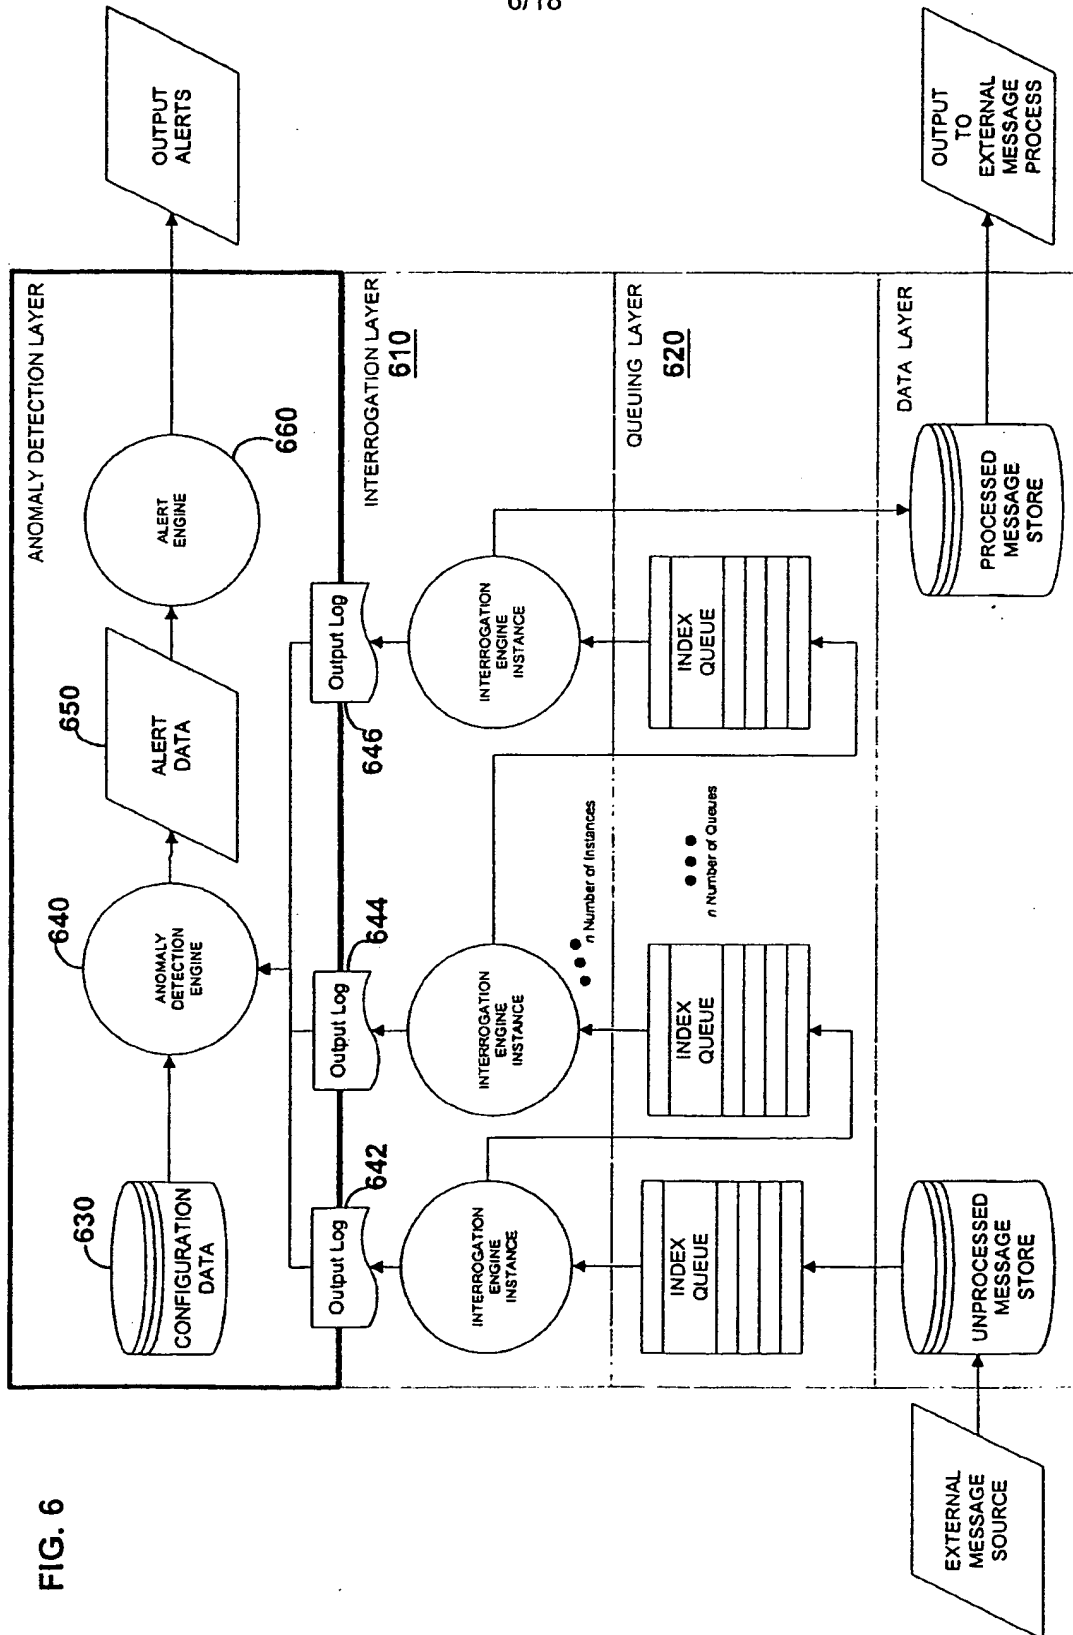 6/18
FIG. 6
ANOMALY DETECTION LAYER
630
CONFIGURATION
DATA
640
ANOMALY
DETECTION
ENGINE
650
ALERT
DATA
ALERT
ENGINE
660
OUTPUT
ALERTS
INTERROGATION LAYER
610
Output Log
642
Output Log
644
Output Log
646
INTERROGATION
ENGINE
INSTANCE
INTERROGATION
ENGINE
INSTANCE
n Number of Instances
INTERROGATION
ENGINE
INSTANCE
QUEUING LAYER
620
INDEX
QUEUE
INDEX
QUEUE
n Number of Queues
INDEX
QUEUE
DATA LAYER
EXTERNAL
MESSAGE
SOURCE
UNPROCESSED
MESSAGE
STORE
PROCESSED
MESSAGE
STORE
OUTPUT
TO
EXTERNAL
MESSAGE
PROCESS